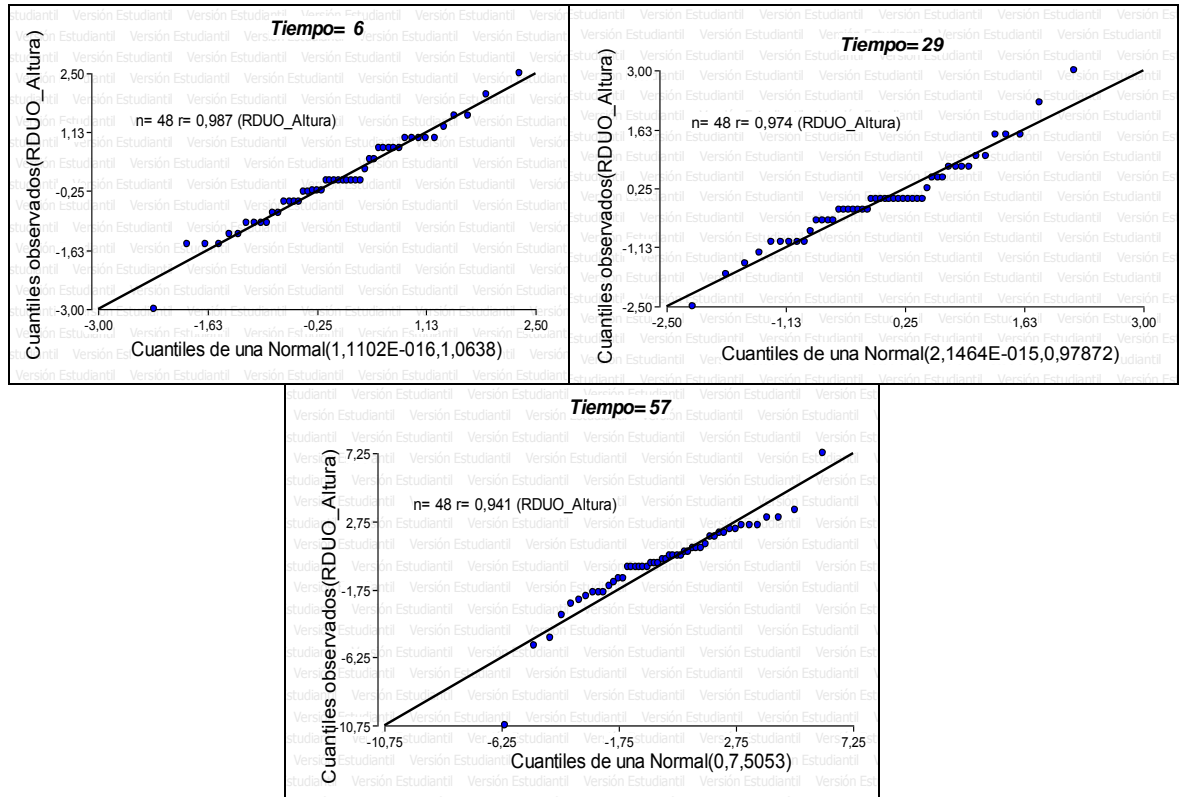 Tiempo= 6
Cuantiles observados(RDUO_Altura)
2,50
1,13
-0,25
-1,63
-3,00
n= 48 r= 0,987 (RDUO_Altura)
-3,00 -1,63 -0,25 1,13 2,50
Cuantiles de una Normal(1,1102E-016,1,0638)
Tiempo= 29
Cuantiles observados(RDUO_Altura)
3,00
1,63
0,25
-1,13
-2,50
n= 48 r= 0,974 (RDUO_Altura)
-2,50 -1,13 0,25 1,63 3,00
Cuantiles de una Normal(2,1464E-015,0,97872)
Tiempo= 57
Cuantiles observados(RDUO_Altura)
7,25
2,75
-1,75
-6,25
-10,75
n= 48 r= 0,941 (RDUO_Altura)
-10,75 -6,25 -1,75 2,75 7,25
Cuantiles de una Normal(0,7,5053)
Versión Estudiantil